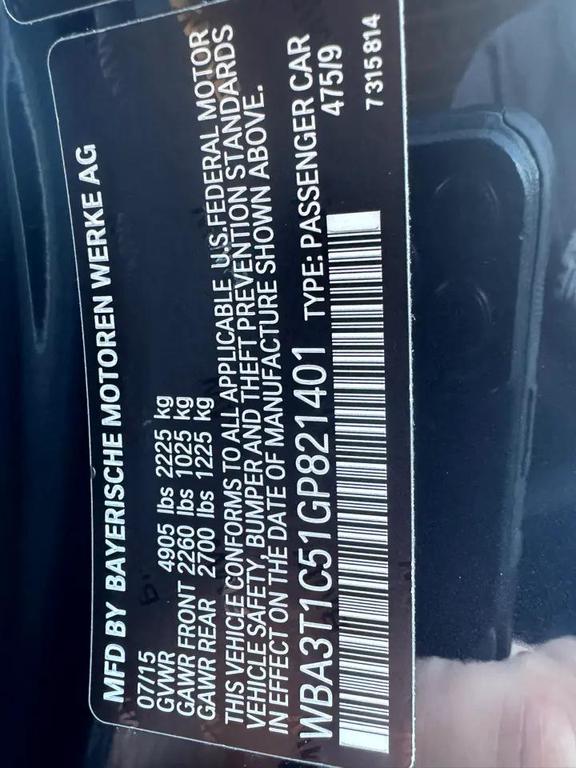 MFD BY BAYERISCHE MOTOREN WERKE AG
07/15
GVWR 4905 lbs 2225 kg
GAWR FRONT 2260 lbs 1025 kg
GAWR REAR 2700 lbs 1225 kg
THIS VEHICLE CONFORMS TO ALL APPLICABLE U.S. FEDERAL MOTOR
VEHICLE SAFETY, BUMPER AND THEFT PREVENTION STANDARDS
IN EFFECT ON THE DATE OF MANUFACTURE SHOWN ABOVE.
WBA3T1C51GP821401 TYPE: PASSENGER CAR
475/9
7 315 814